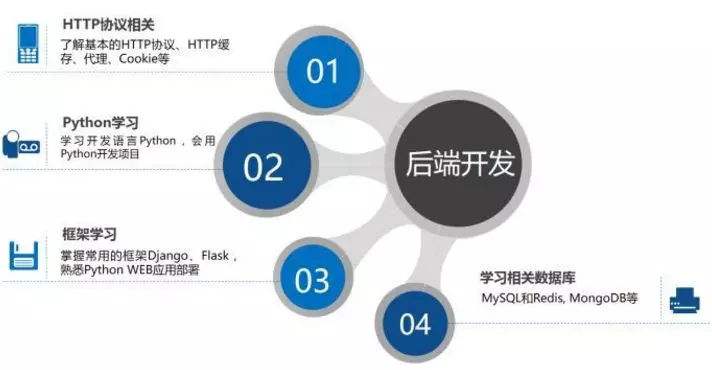 HTTP协议相关
了解基本的HTTP协议、HTTP缓
存、代理、Cookie等
01
Python学习
学习开发语言Python，会用
Python开发项目
02
后端开发
框架学习
掌握常用的框架Django、Flask，
熟悉Python WEB应用部署
03
学习相关数据库
MySQL和Redis, MongoDB等
04